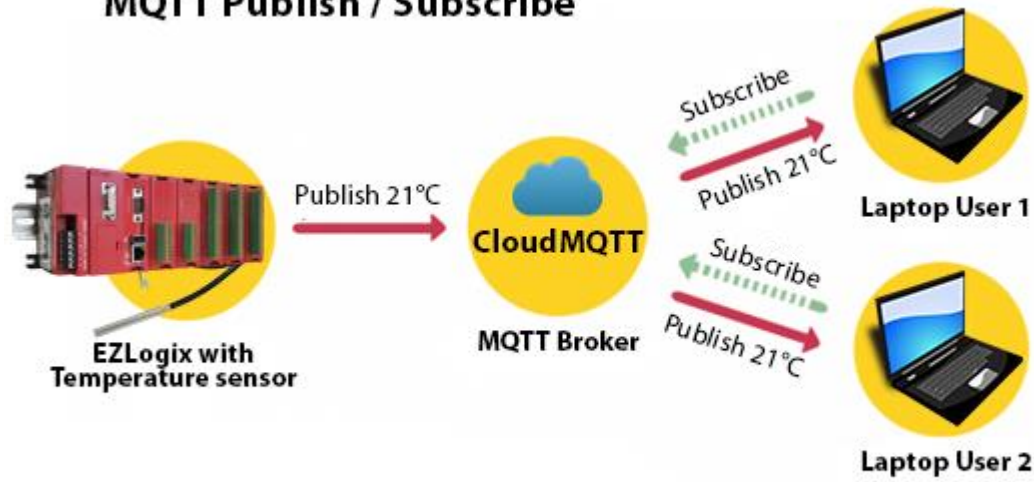 MQTT Publish / Subscribe
Publish 21°C
EZLogix with
Temperature sensor
CloudMQTT
MQTT Broker
Subscribe
Publish 21°C
Laptop User 1
Subscribe
Publish 21°C
Laptop User 2